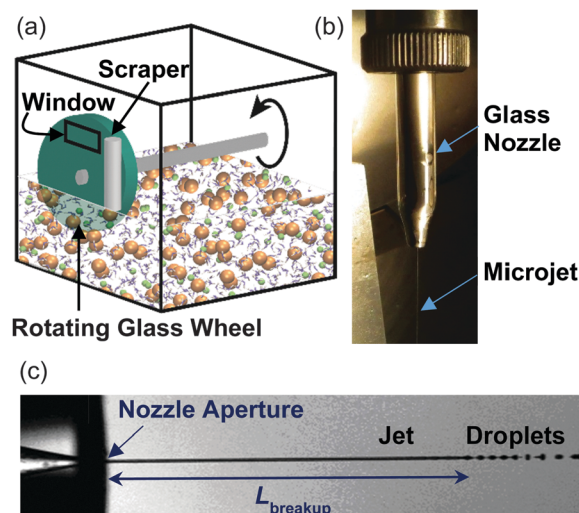 (a)
Scraper
Window
Rotating Glass Wheel
(b)
Glass
Nozzle
Microjet
(c)
Nozzle Aperture
Jet
Droplets
Lbreakup